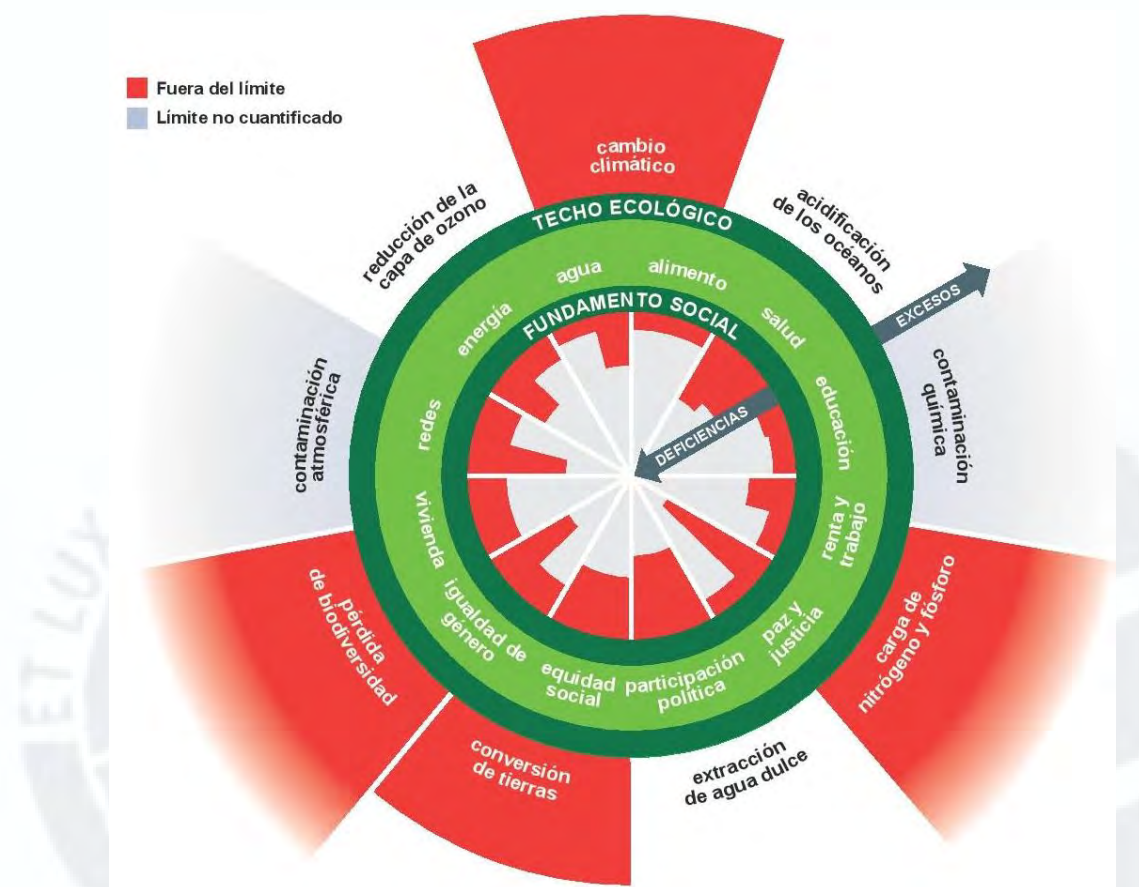 Fuera del límite
Límite no cuantificado
cambio
climático
reducción de la
capa de ozono
acidificación
de los océanos
TECHO ECOLÓGICO
EXCESOS
agua
alimento
energía
salud
FUNDAMENTO SOCIAL
contaminación
atmosférica
redes
DEFICIENCIAS
educación
contaminación
química
vivienda
renta y
trabajo
igualdad de
género
equidad
social
participación
política
paz y
justicia
pérdida
de biodiversidad
carga de
nitrógeno y fósforo
conversión
de tierras
extracción
de agua dulce
ET LUX